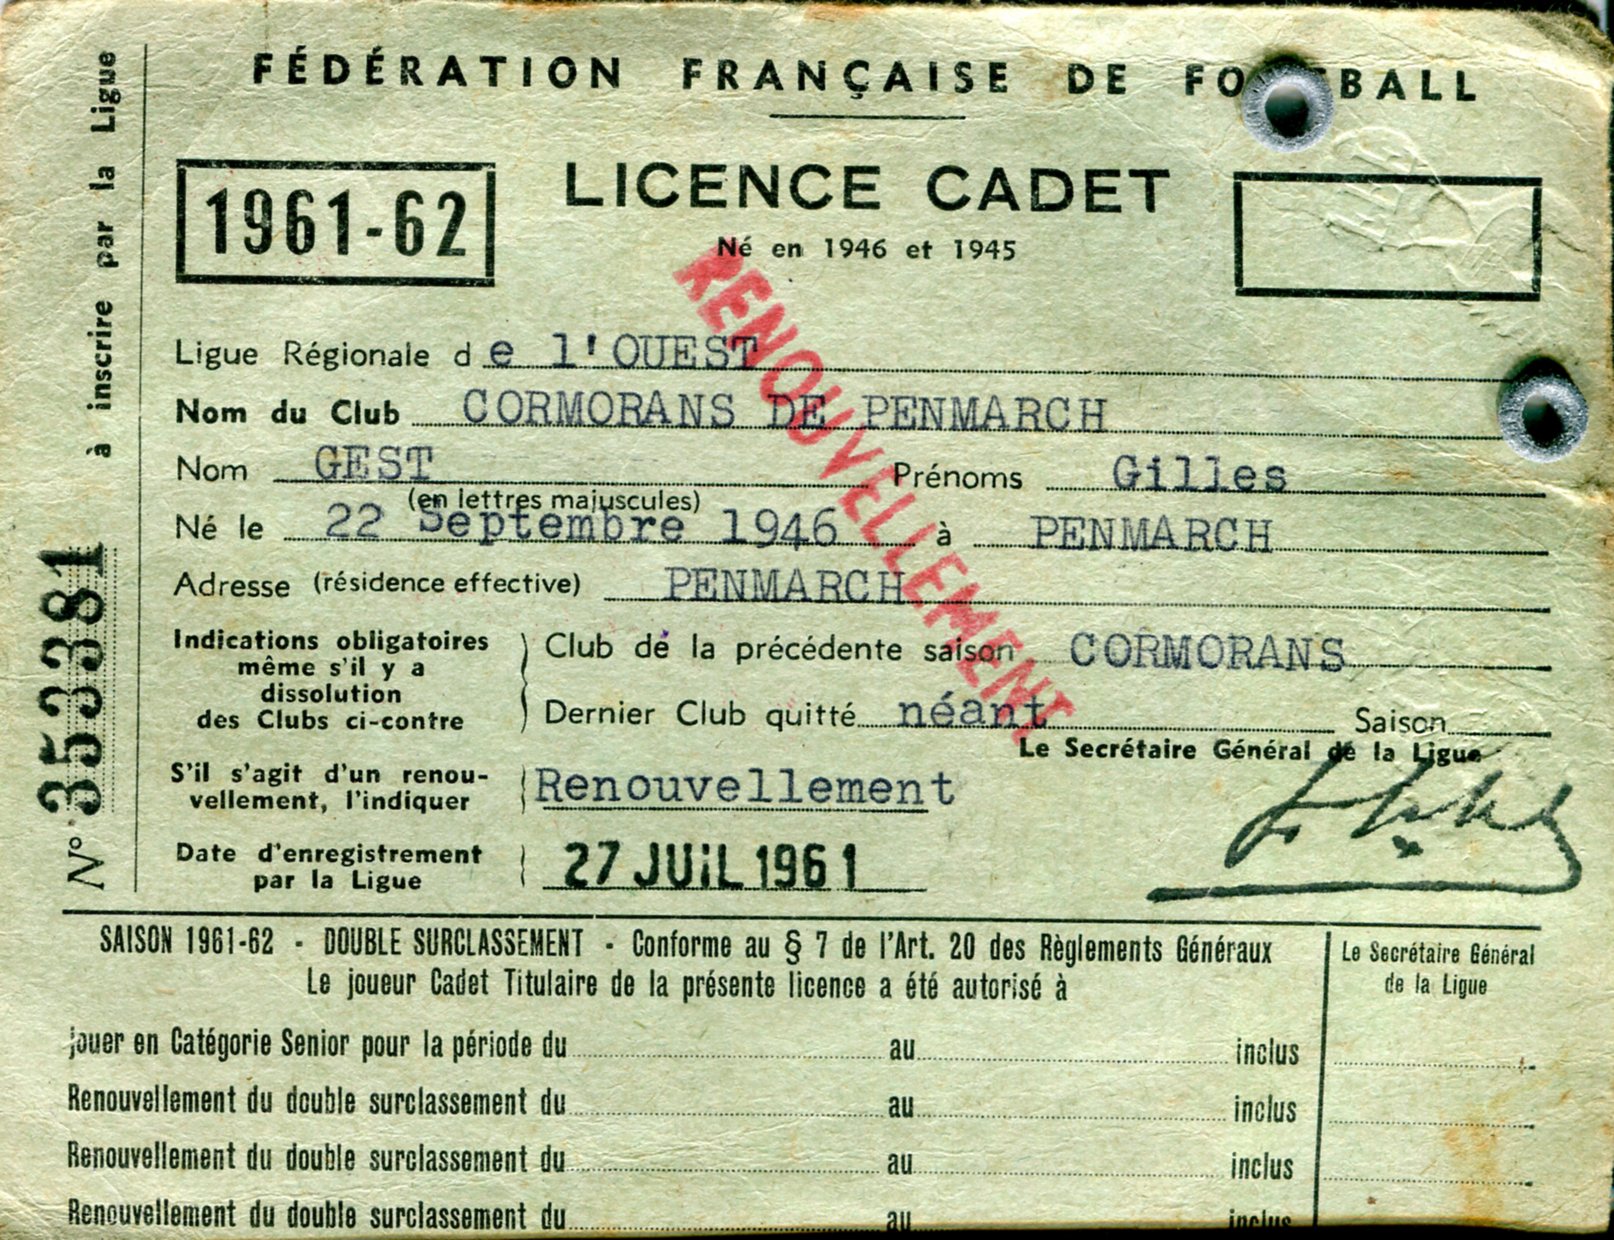 FÉDÉRATION FRANÇAISE DE FOOTBALL
1961-62
LICENCE CADET
Né en 1946 et 1945
RENOUVELLEMENT
Ligue Régionale de l'OUEST
Nom du Club CORMORANS DE PENMARCH
Nom GEST Prénoms Gilles
(en lettres majuscules)
Né le 22 Septembre 1946 à PENMARCH
Adresse (résidence effective) PENMARCH
Indications obligatoires
même s'il y a
dissolution
des Clubs ci-contre
Club de la précédente saison CORMORANS
Dernier Club quitté néant Saison
Le Secrétaire Général de la Ligue
S'il s'agit d'un renou-
vellement, l'indiquer
Renouvellement
Date d'enregistrement
par la Ligue
27 JUIL 1961
N° 353381 à inscrire par la Ligue
SAISON 1961-62 - DOUBLE SURCLASSEMENT - Conforme au § 7 de l'Art. 20 des Règlements Généraux
Le joueur Cadet Titulaire de la présente licence a été autorisé à
Le Secrétaire Général
de la Ligue
jouer en Catégorie Senior pour la période du au inclus
Renouvellement du double surclassement du au inclus
Renouvellement du double surclassement du au inclus
Renouvellement du double surclassement du au inclus